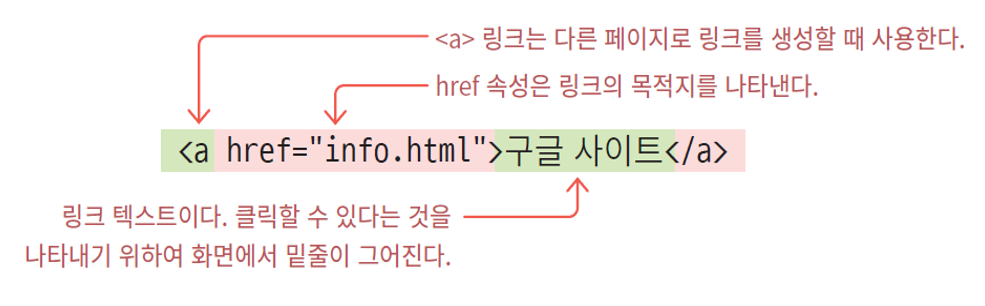 <a> 링크는 다른 페이지로 링크를 생성할 때 사용한다.
href 속성은 링크의 목적지를 나타낸다.
<a href="info.html">구글 사이트</a>
링크 텍스트이다. 클릭할 수 있다는 것을
나타내기 위하여 화면에서 밑줄이 그어진다.